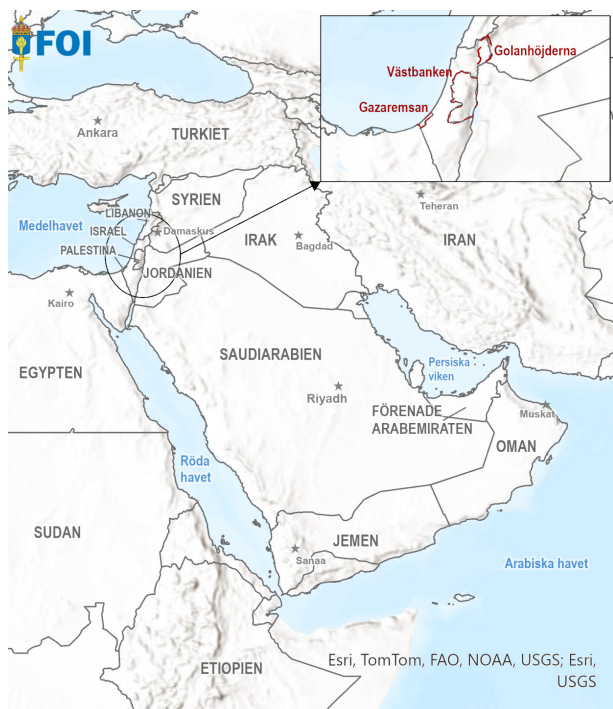 FOI
Golanhöjderna
Västbanken
Gazaremsan
Ankara
TURKIET
SYRIEN
LIBANON
Medelhavet
ISRAEL
Damaskus
PALESTINA
JORDANIEN
IRAK
Bagdad
Teheran
IRAN
Kairo
EGYPTEN
SAUDIARABIEN
Riyadh
Persiska
viken
FÖRENADE
ARABEMIRATEN
Muskat
OMAN
Röda
havet
SUDAN
JEMEN
Sanaa
Arabiska havet
ETIOPIEN
Esri, TomTom, FAO, NOAA, USGS; Esri,
USGS